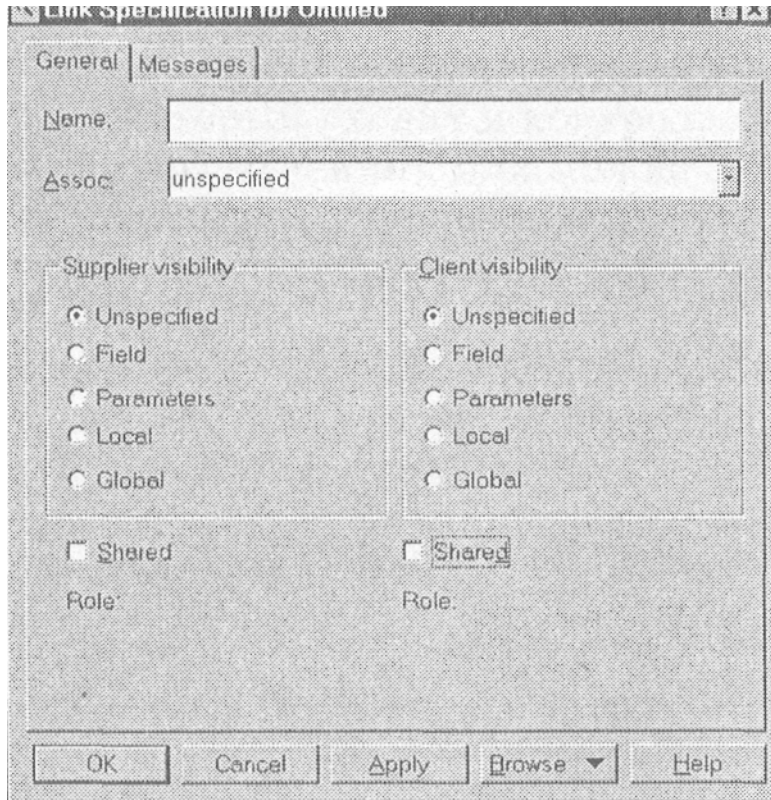 Link Specification for Untitled
General Messages
Name:
Assoc: unspecified
Supplier visibility
Unspecified
Field
Parameters
Local
Global
Shared
Role:
Client visibility
Unspecified
Field
Parameters
Local
Global
Shared
Role:
OK Cancel Apply Browse Help